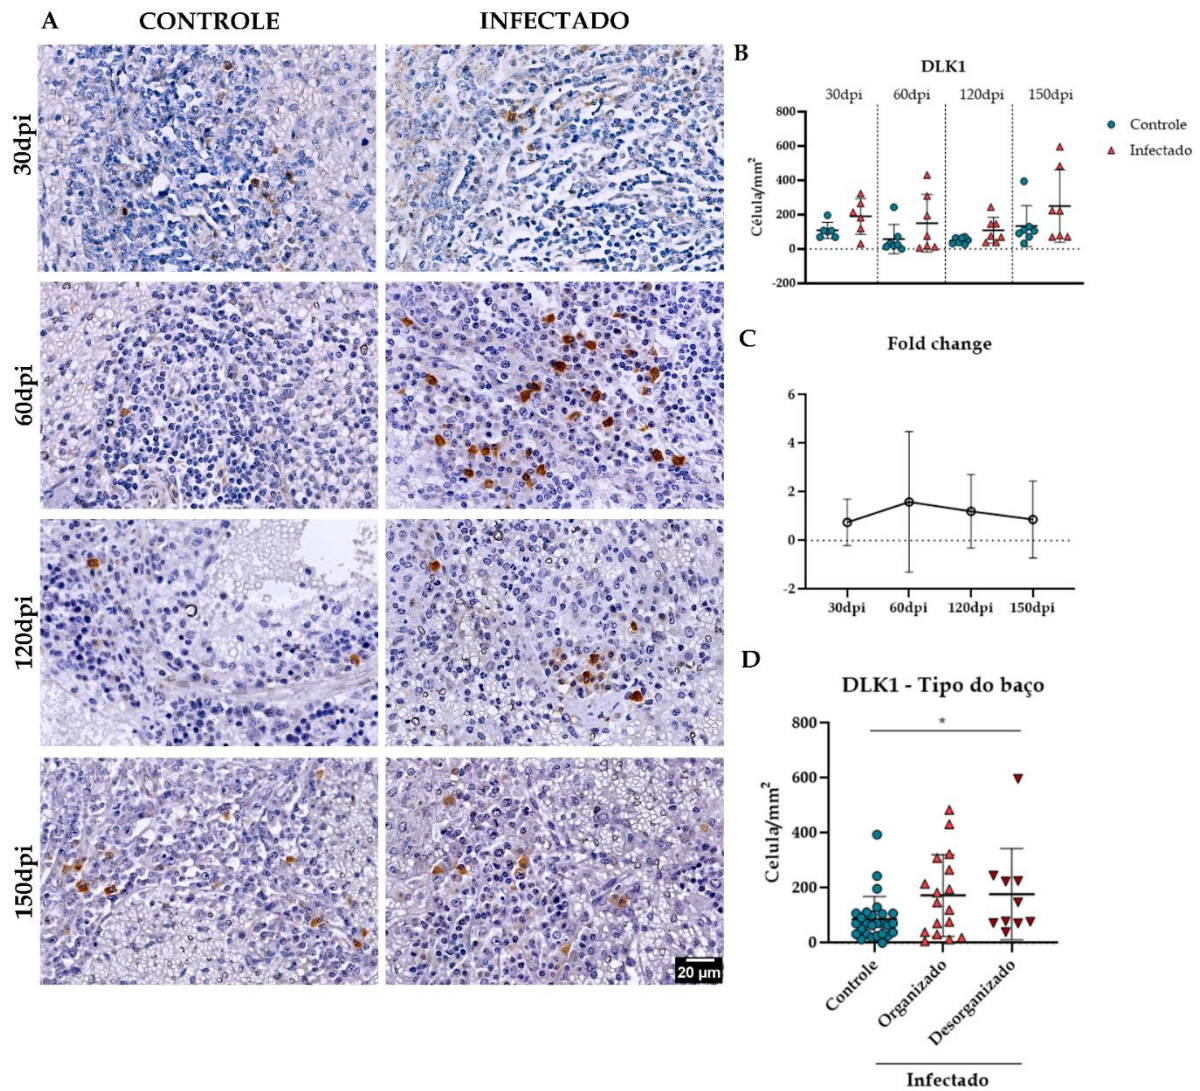 A
CONTROLE
INFECTADO
30dpi
60dpi
120dpi
150dpi
20 µm
B
DLK1
30dpi
60dpi
120dpi
150dpi
Célula/mm²
800
600
400
200
0
-200
Controle
Infectado
C
Fold change
6
4
2
0
-2
30dpi
60dpi
120dpi
150dpi
D
DLK1 - Tipo do baço
*
Celula/mm²
800
600
400
200
0
Controle
Organizado
Desorganizado
Infectado